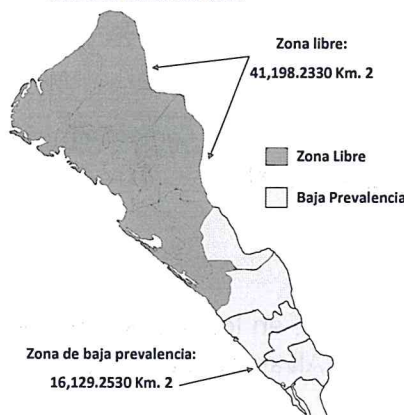 Zona libre:
41,198.2330 Km. 2
Zona Libre
Baja Prevalencia
Zona de baja prevalencia:
16,129.2530 Km. 2